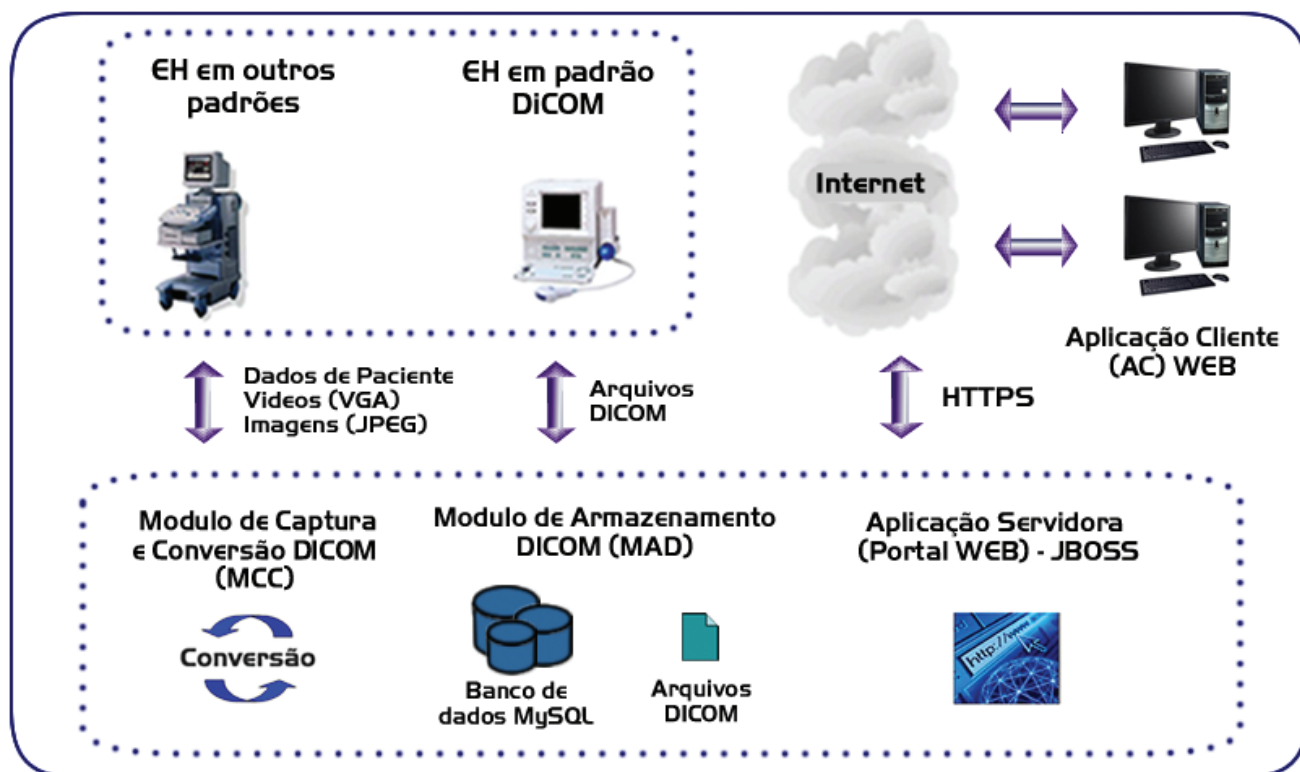 EH em outros
padrões
EH em padrão
DiCOM
Internet
Aplicação Cliente
(AC) WEB
Dados de Paciente
Videos (VGA)
Imagens (JPEG)
Arquivos
DICOM
HTTPS
Modulo de Captura
e Conversão DICOM
(MCC)
Conversão
Modulo de Armazenamento
DICOM (MAD)
Banco de
dados MySQL
Arquivos
DICOM
Aplicação Servidora
(Portal WEB) - JBOSS
http://www